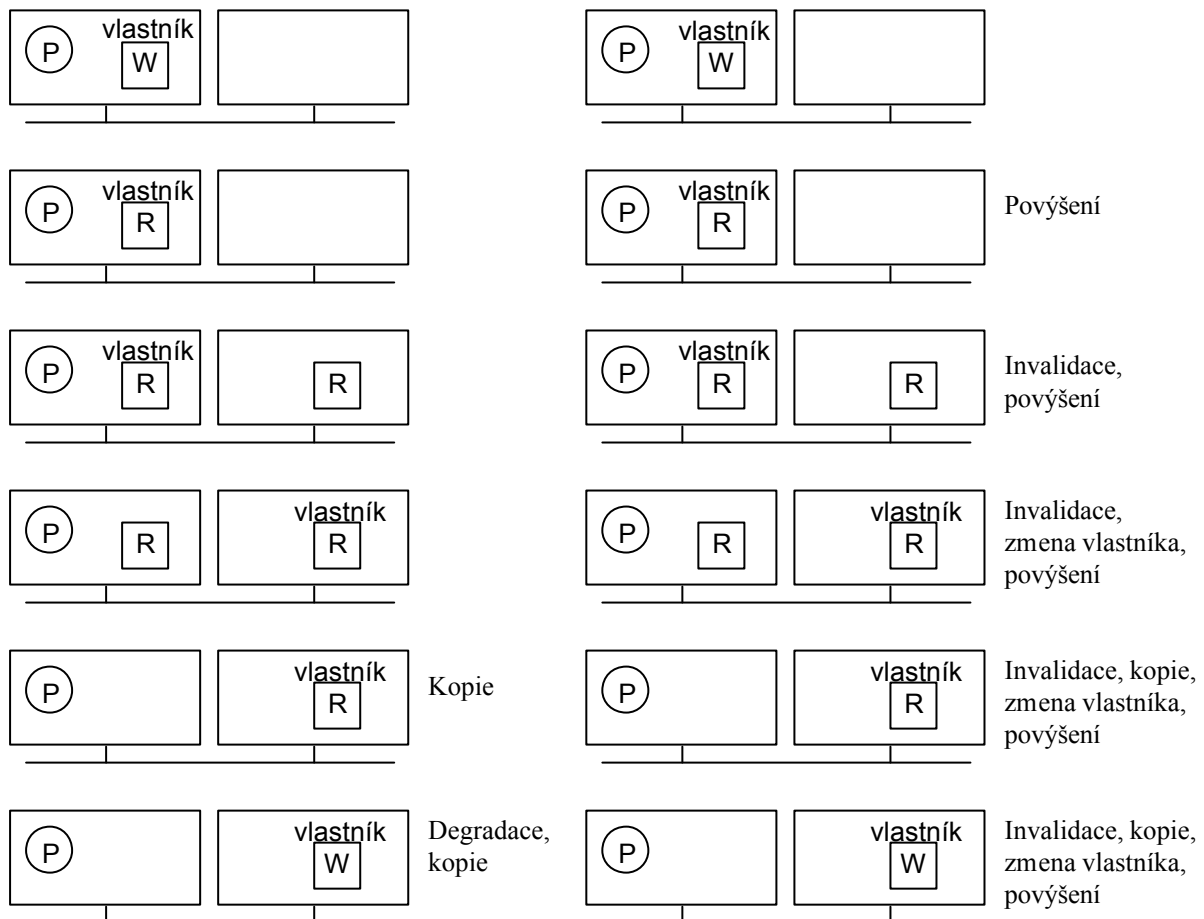 vlastník
P
W
vlastník
P
W
vlastník
P
R
vlastník
P
R
Povýšení
vlastník
P
R
R
vlastník
P
R
R
Invalidace,
povýšení
P
R
vlastník
R
P
R
vlastník
R
Invalidace,
zmena vlastníka,
povýšení
P
vlastník
R
Kopie
P
vlastník
R
Invalidace, kopie,
zmena vlastníka,
povýšení
P
vlastník
W
Degradace,
kopie
P
vlastník
W
Invalidace, kopie,
zmena vlastníka,
povýšení